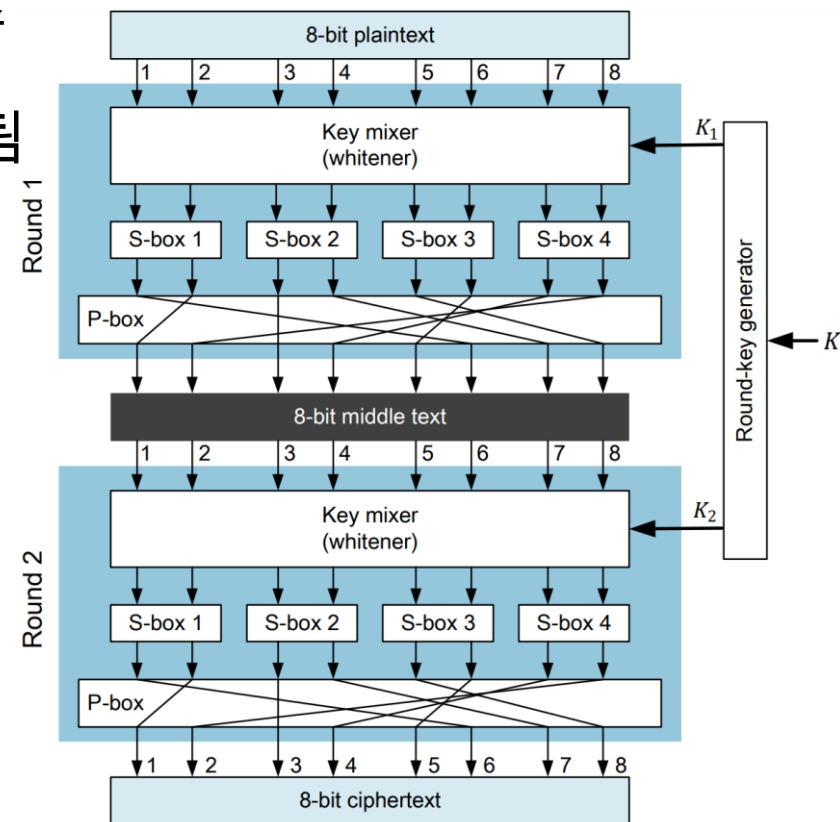 8-bit plaintext
1 2 3 4 5 6 7 8
Round 1
Key mixer
(whitener)
K₁
S-box 1 S-box 2 S-box 3 S-box 4
P-box
Round-key generator
K
8-bit middle text
1 2 3 4 5 6 7 8
Round 2
Key mixer
(whitener)
K₂
S-box 1 S-box 2 S-box 3 S-box 4
P-box
1 2 3 4 5 6 7 8
8-bit ciphertext